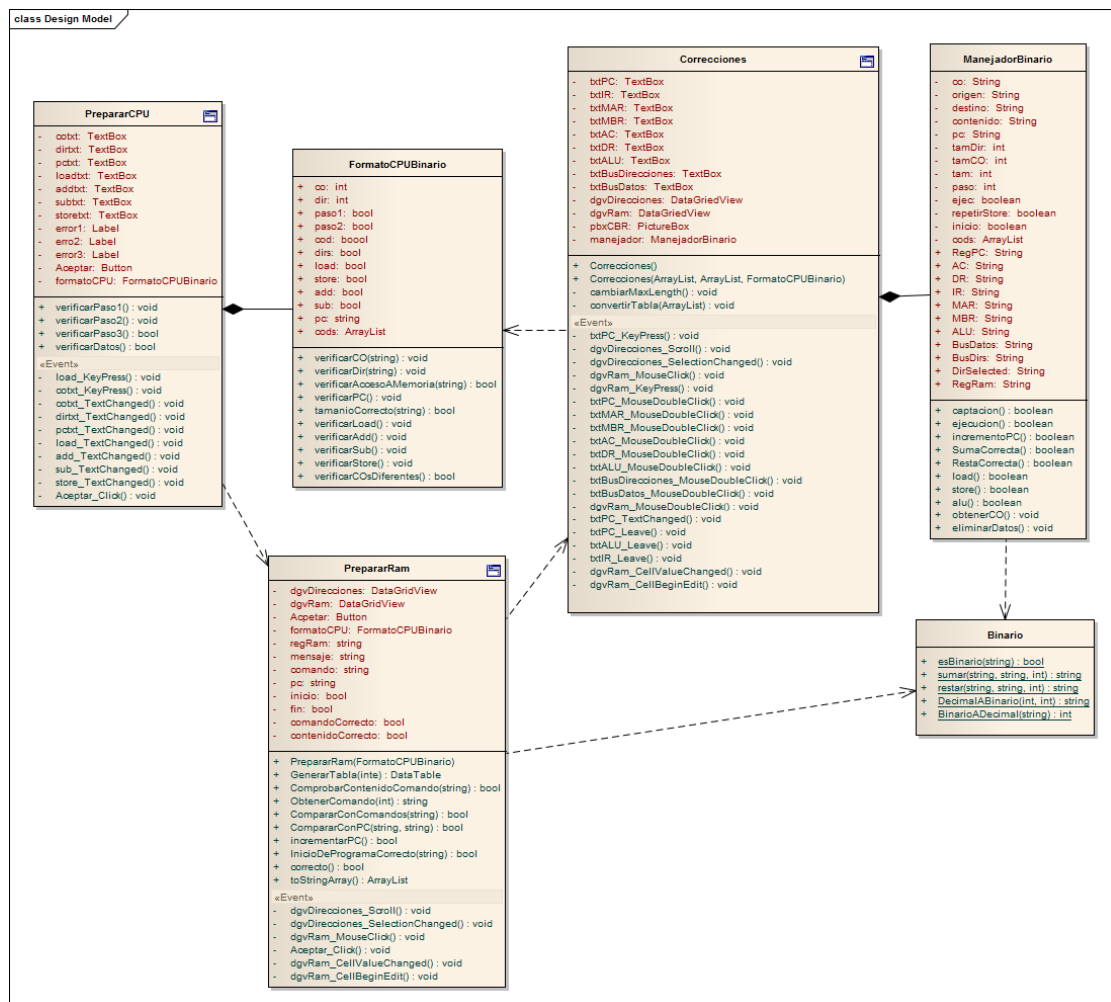 class Design Model
PrepararCPU
- cotxt: TextBox
- dirtxt: TextBox
- pctxt: TextBox
- loadtxt: TextBox
- addtxt: TextBox
- subtxt: TextBox
- storetxt: TextBox
- error1: Label
- erro2: Label
- error3: Label
- Aceptar: Button
- formatoCPU: FormatoCPUBinario
+ verificarPaso1() : void
+ verificarPaso2() : void
+ verificarPaso3() : bool
+ verificarDatos() : bool
«Event»
- load_KeyPress() : void
- cotxt_KeyPress() : void
- cotxt_TextChanged() : void
- dirtxt_TextChanged() : void
- pctxt_TextChanged() : void
- load_TextChanged() : void
- add_TextChanged() : void
- sub_TextChanged() : void
- store_TextChanged() : void
- Aceptar_Click() : void
FormatoCPUBinario
+ co: int
+ dir: int
+ paso1: bool
+ paso2: bool
+ cod: boool
+ dirs: bool
+ load: bool
+ store: bool
+ add: bool
+ sub: bool
+ pc: string
+ cods: ArrayList
+ verificarCO(string) : void
+ verificarDir(string) : void
+ verificarAccesoAMemoria(string) : bool
+ verificarPC() : void
+ tamanioCorrecto(string) : bool
+ verificarLoad() : void
+ verificarAdd() : void
+ verificarSub() : void
+ verificarStore() : void
+ verificarCOsDiferentes() : bool
Correcciones
- txtPC: TextBox
- txtIR: TextBox
- txtMAR: TextBox
- txtMBR: TextBox
- txtAC: TextBox
- txtDR: TextBox
- txtALU: TextBox
- txtBusDirecciones: TextBox
- txtBusDatos: TextBox
- dgvDirecciones: DataGriedView
- dgvRam: DataGriedView
- pbxCBR: PictureBox
- manejador: ManejadorBinario
+ Correcciones()
+ Correcciones(ArrayList, ArrayList, FormatoCPUBinario)
- cambiarMaxLength() : void
- convertirTabla(ArrayList) : void
«Event»
- txtPC_KeyPress() : void
- dgvDirecciones_Scroll() : void
- dgvDirecciones_SelectionChanged() : void
- dgvRam_MouseClick() : void
- dgvRam_KeyPress() : void
- txtPC_MouseDoubleClick() : void
- txtMAR_MouseDoubleClick() : void
- txtMBR_MouseDoubleClick() : void
- txtAC_MouseDoubleClick() : void
- txtDR_MouseDoubleClick() : void
- txtALU_MouseDoubleClick() : void
- txtBusDirecciones_MouseDoubleClick() : void
- txtBusDatos_MouseDoubleClick() : void
- dgvRam_MouseDoubleClick() : void
- txtPC_TextChanged() : void
- txtPC_Leave() : void
- txtALU_Leave() : void
- txtIR_Leave() : void
- dgvRam_CellValueChanged() : void
- dgvRam_CellBeginEdit() : void
ManejadorBinario
- co: String
- origen: String
- destino: String
- contenido: String
- pc: String
- tamDir: int
- tamCO: int
- tam: int
- paso: int
- ejec: boolean
- repetirStore: boolean
- inicio: boolean
- cods: ArrayList
+ RegPC: String
+ AC: String
+ DR: String
+ IR: String
+ MAR: String
+ MBR: String
+ ALU: String
+ BusDatos: String
+ BusDirs: String
+ DirSelected: String
+ RegRam: String
+ captacion() : boolean
+ ejecucion() : boolean
+ incrementoPC() : boolean
+ SumaCorrecta() : boolean
+ RestaCorrecta() : boolean
+ load() : boolean
+ store() : boolean
+ alu() : boolean
+ obtenerCO() : void
+ eliminarDatos() : void
PrepararRam
- dgvDirecciones: DataGridView
- dgvRam: DataGridView
- Acpetar: Button
- formatoCPU: FormatoCPUBinario
- regRam: string
- mensaje: string
- comando: string
- pc: string
- inicio: bool
- fin: bool
- comandoCorrecto: bool
- contenidoCorrecto: bool
+ PrepararRam(FormatoCPUBinario)
+ GenerarTabla(inte) : DataTable
+ ComprobarContenidoComando(string) : bool
+ ObtenerComando(int) : string
+ CompararConComandos(string) : bool
+ CompararConPC(string, string) : bool
+ incrementarPC() : bool
+ InicioDeProgramaCorrecto(string) : bool
+ correcto() : bool
+ toStringArray() : ArrayList
«Event»
- dgvDirecciones_Scroll() : void
- dgvDirecciones_SelectionChanged() : void
- dgvRam_MouseClick() : void
- Aceptar_Click() : void
- dgvRam_CellValueChanged() : void
- dgvRam_CellBeginEdit() : void
Binario
+ esBinario(string) : bool
+ sumar(string, string, int) : string
+ restar(string, string, int) : string
+ DecimalABinario(int, int) : string
+ BinarioADecimal(string) : int